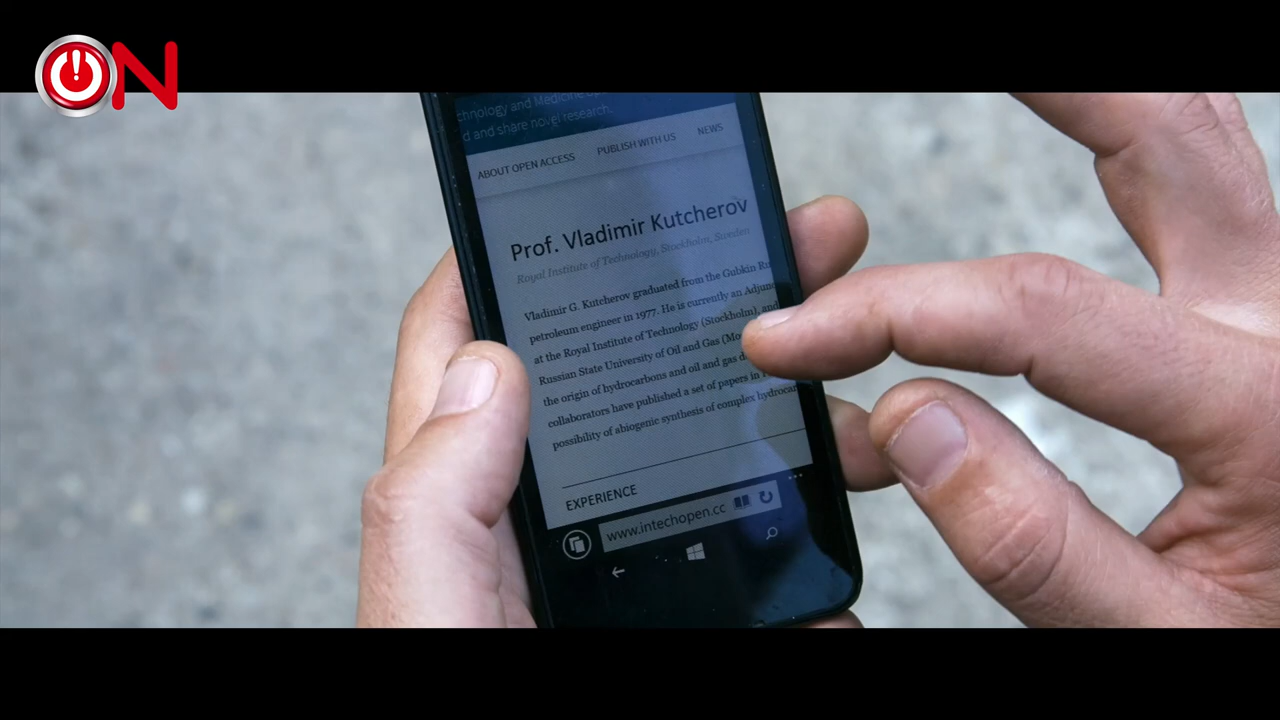 ON
chnology and Medicine
d and share novel research.
ABOUT OPEN ACCESS PUBLISH WITH US NEWS
Prof. Vladimir Kutcherov
Royal Institute of Technology, Stockholm, Sweden
Vladimir G. Kutcherov graduated from the Gubkin Ru
petroleum engineer in 1977. He is currently an Adjun
at the Royal Institute of Technology (Stockholm), and
Russian State University of Oil and Gas (Mo
the origin of hydrocarbons and oil and gas d
collaborators have published a set of papers in
possibility of abiogenic synthesis of complex hydrocar
EXPERIENCE
www.intechopen.cc